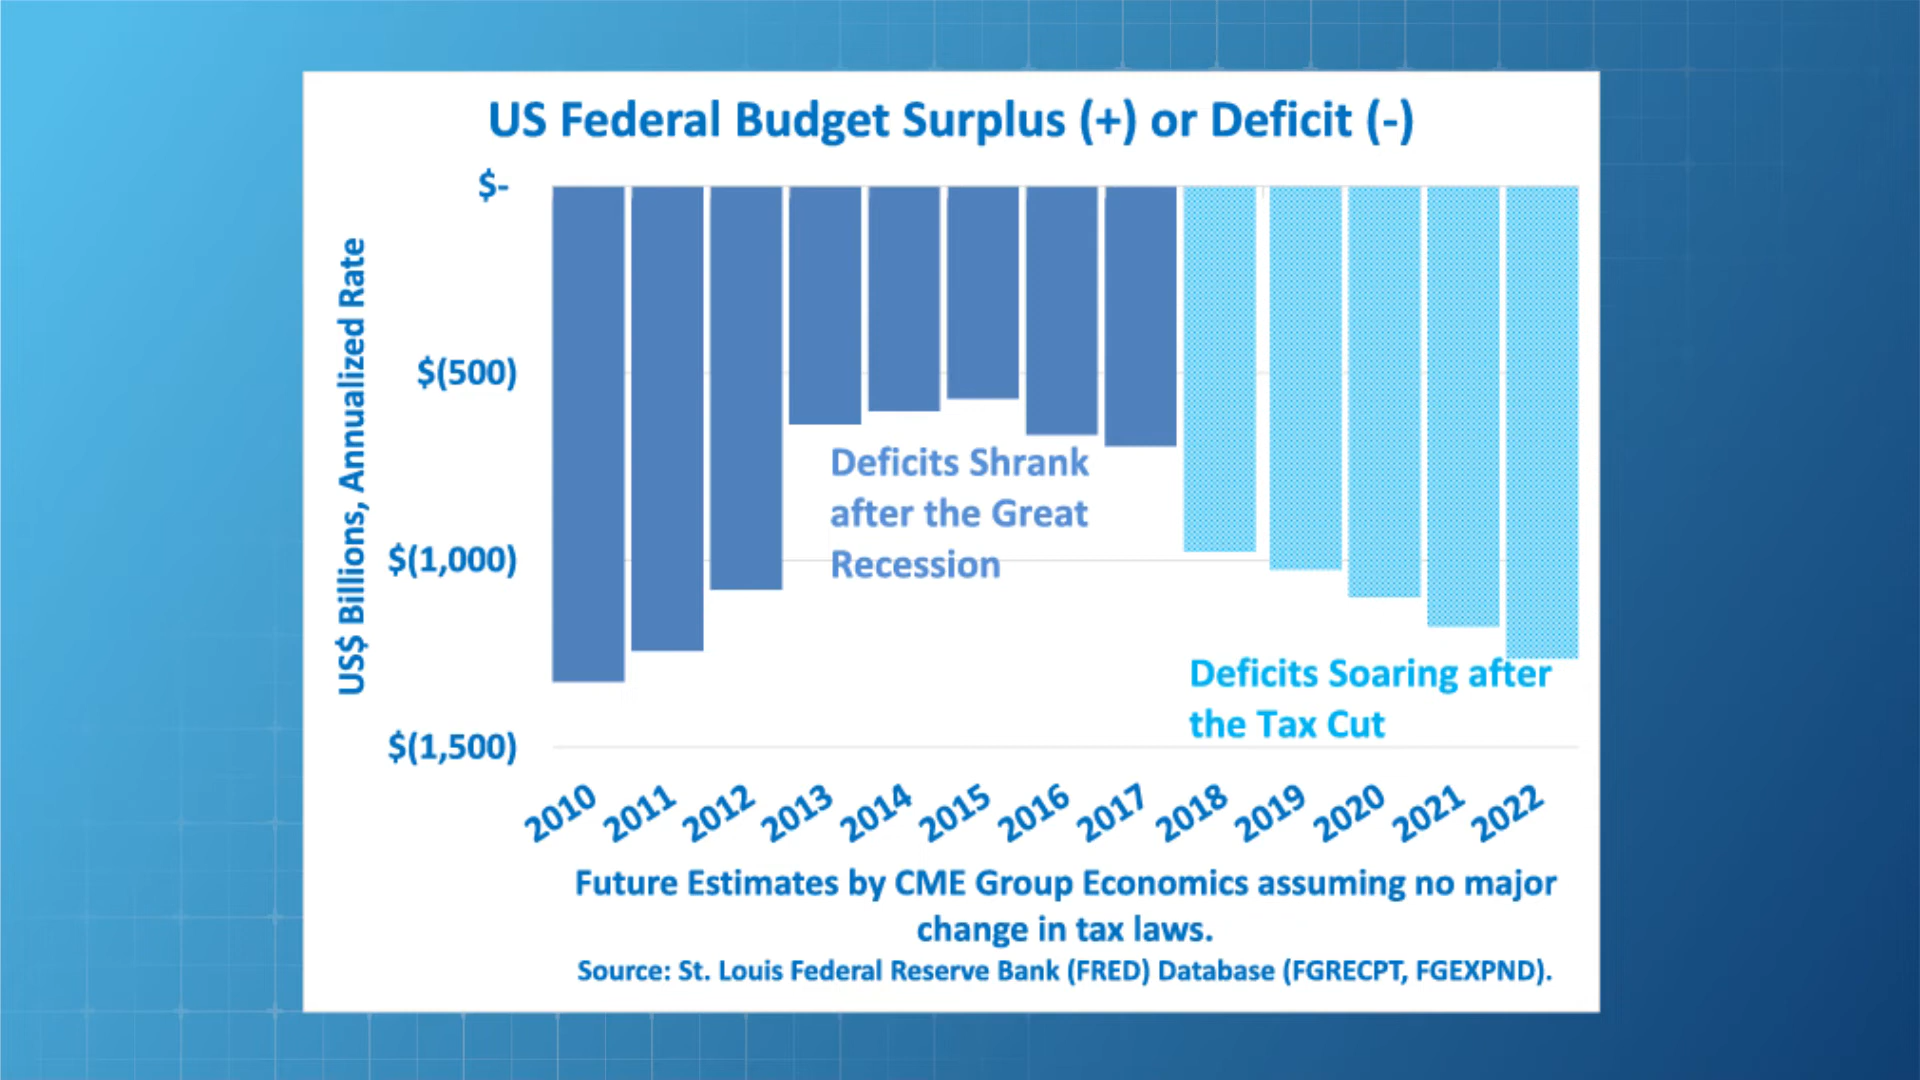 US Federal Budget Surplus (+) or Deficit (-)
$-
$(500)
$(1,000)
$(1,500)
US$ Billions, Annualized Rate
Deficits Shrank
after the Great
Recession
Deficits Soaring after
the Tax Cut
2010 2011 2012 2013 2014 2015 2016 2017 2018 2019 2020 2021 2022
Future Estimates by CME Group Economics assuming no major
change in tax laws.
Source: St. Louis Federal Reserve Bank (FRED) Database (FGRECPT, FGEXPND).